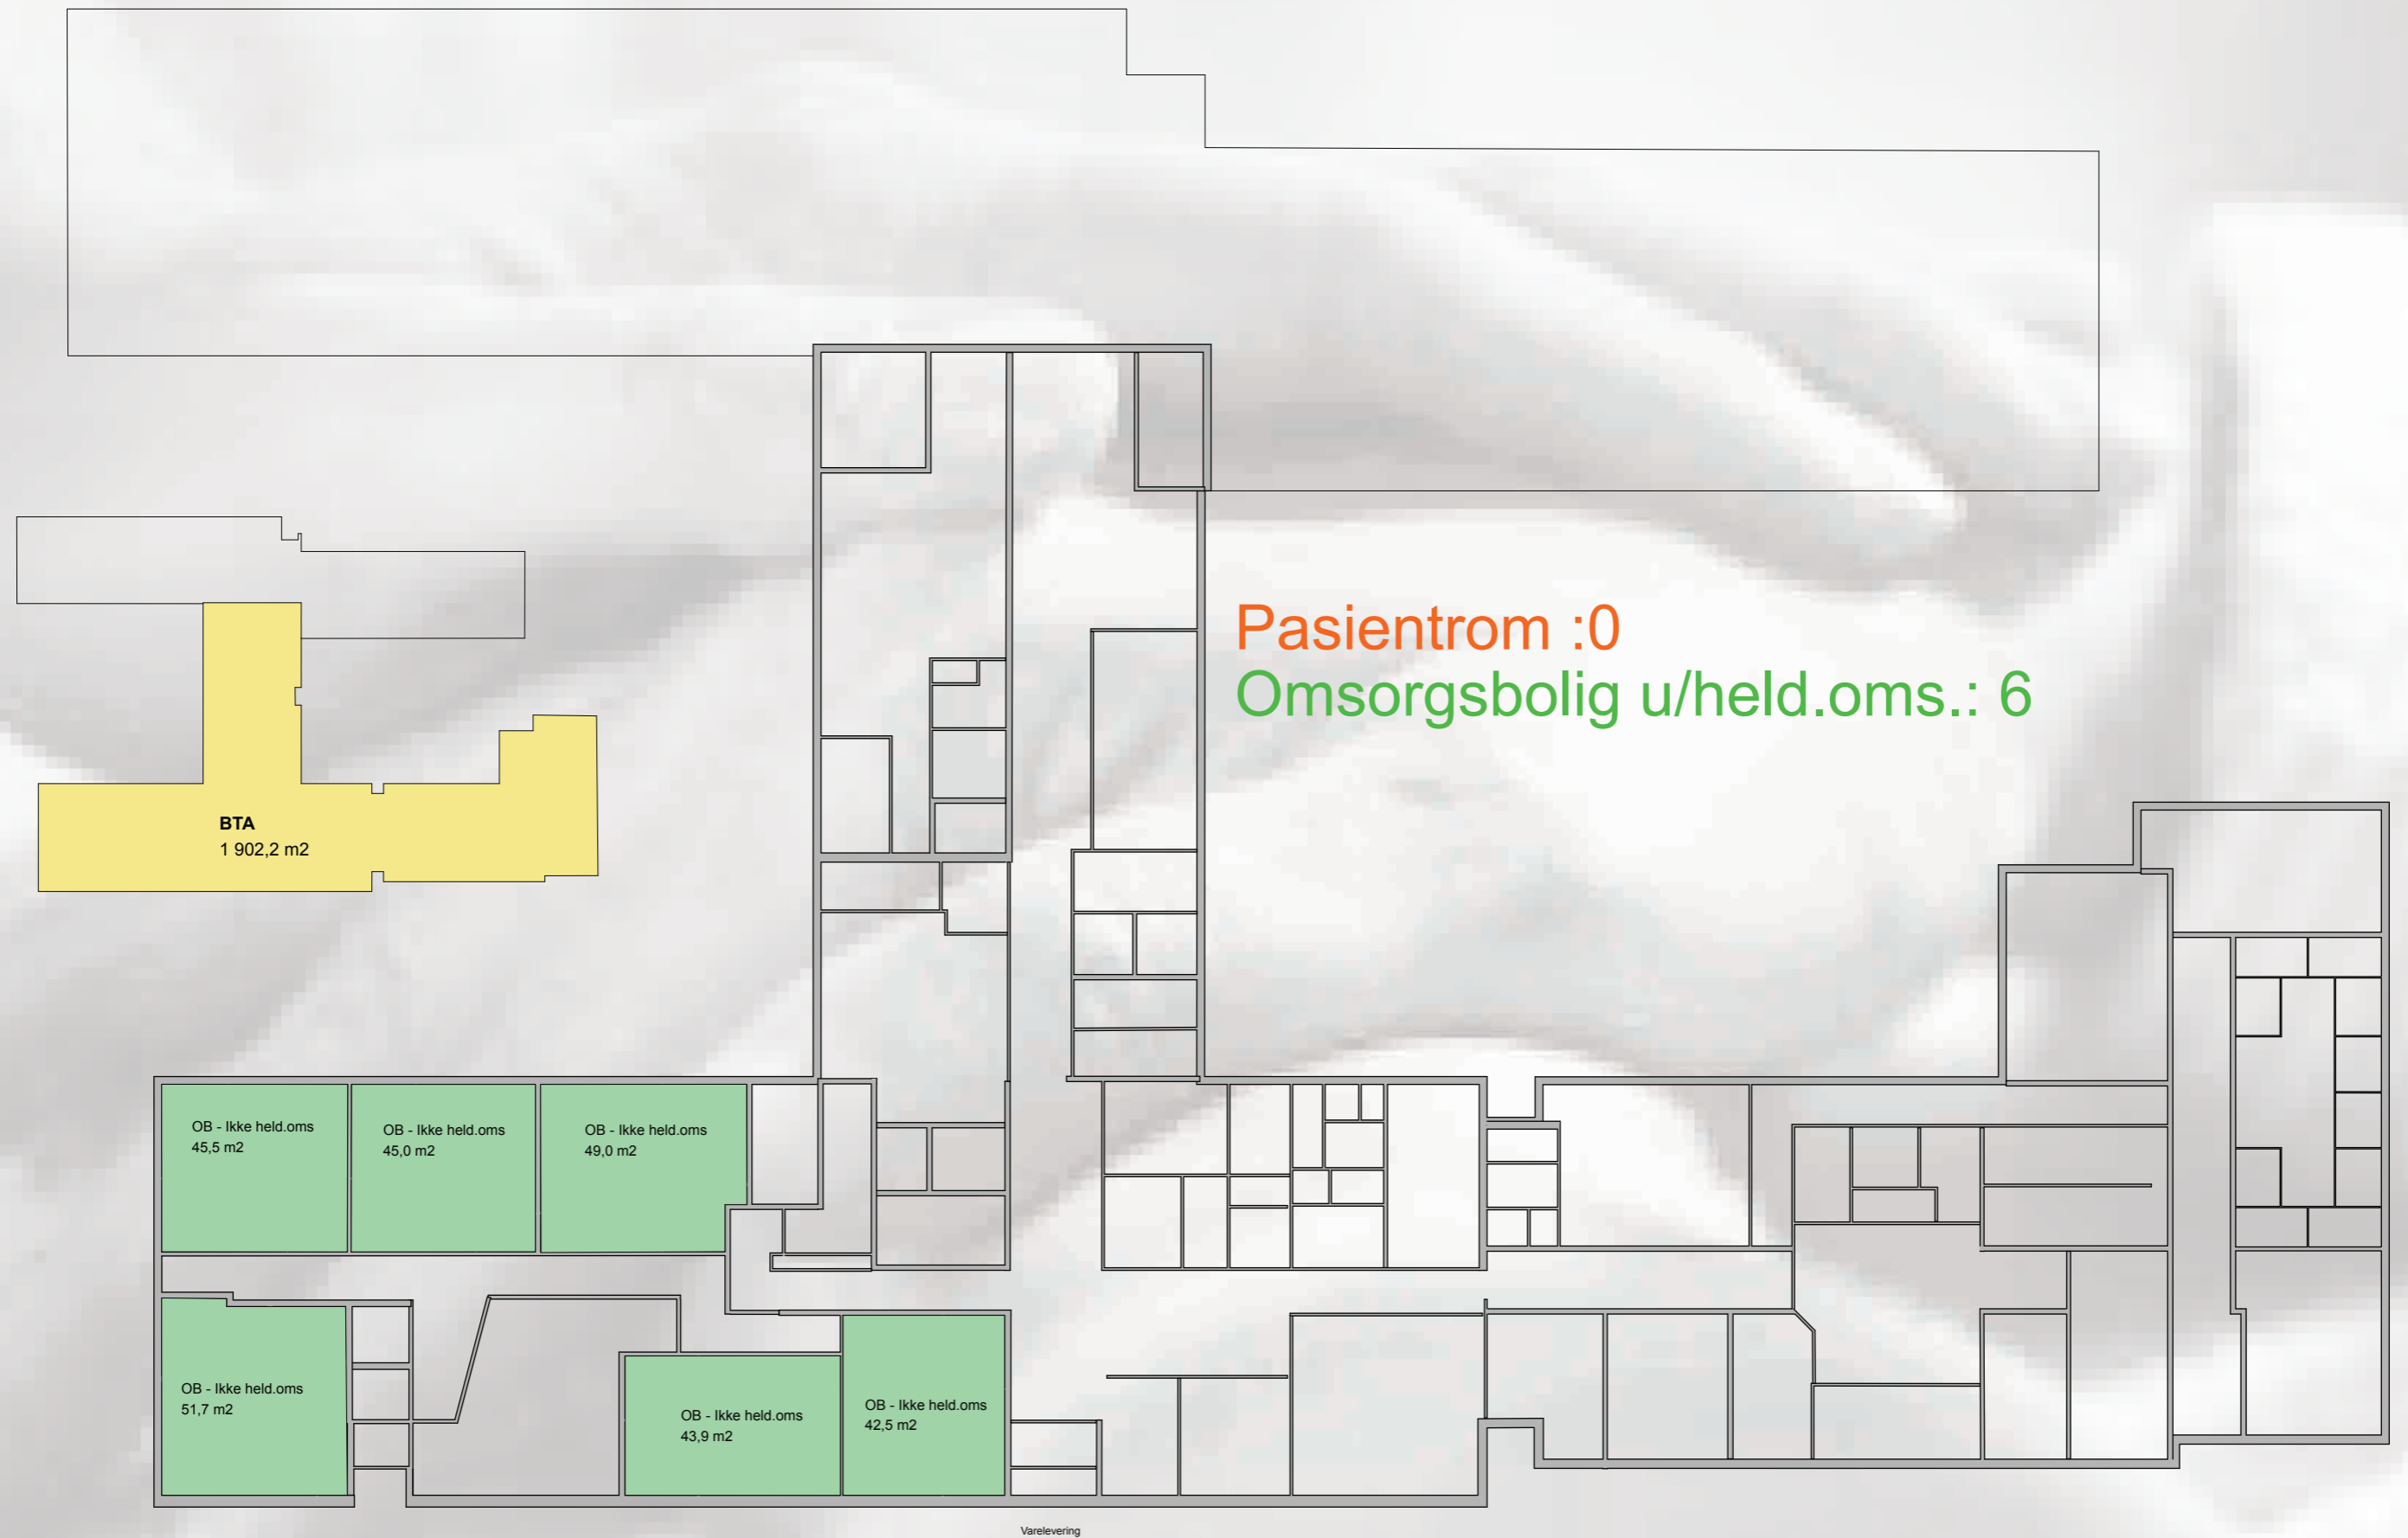 Pasientrom :0
Omsorgsbolig u/held.oms.: 6
BTA
1 902,2 m2
OB - Ikke held.oms
45,5 m2
OB - Ikke held.oms
45,0 m2
OB - Ikke held.oms
49,0 m2
OB - Ikke held.oms
51,7 m2
OB - Ikke held.oms
43,9 m2
OB - Ikke held.oms
42,5 m2
Varelevering